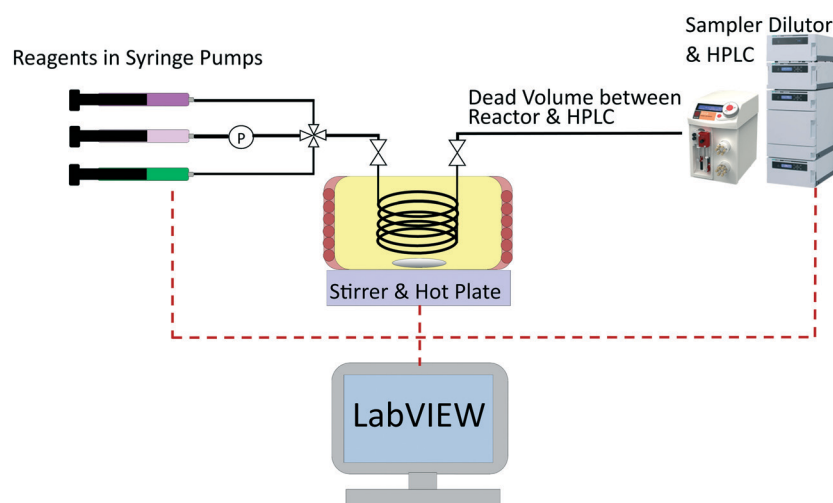 Sampler Dilutor
& HPLC
Reagents in Syringe Pumps
Dead Volume between
Reactor & HPLC
P
Stirrer & Hot Plate
LabVIEW